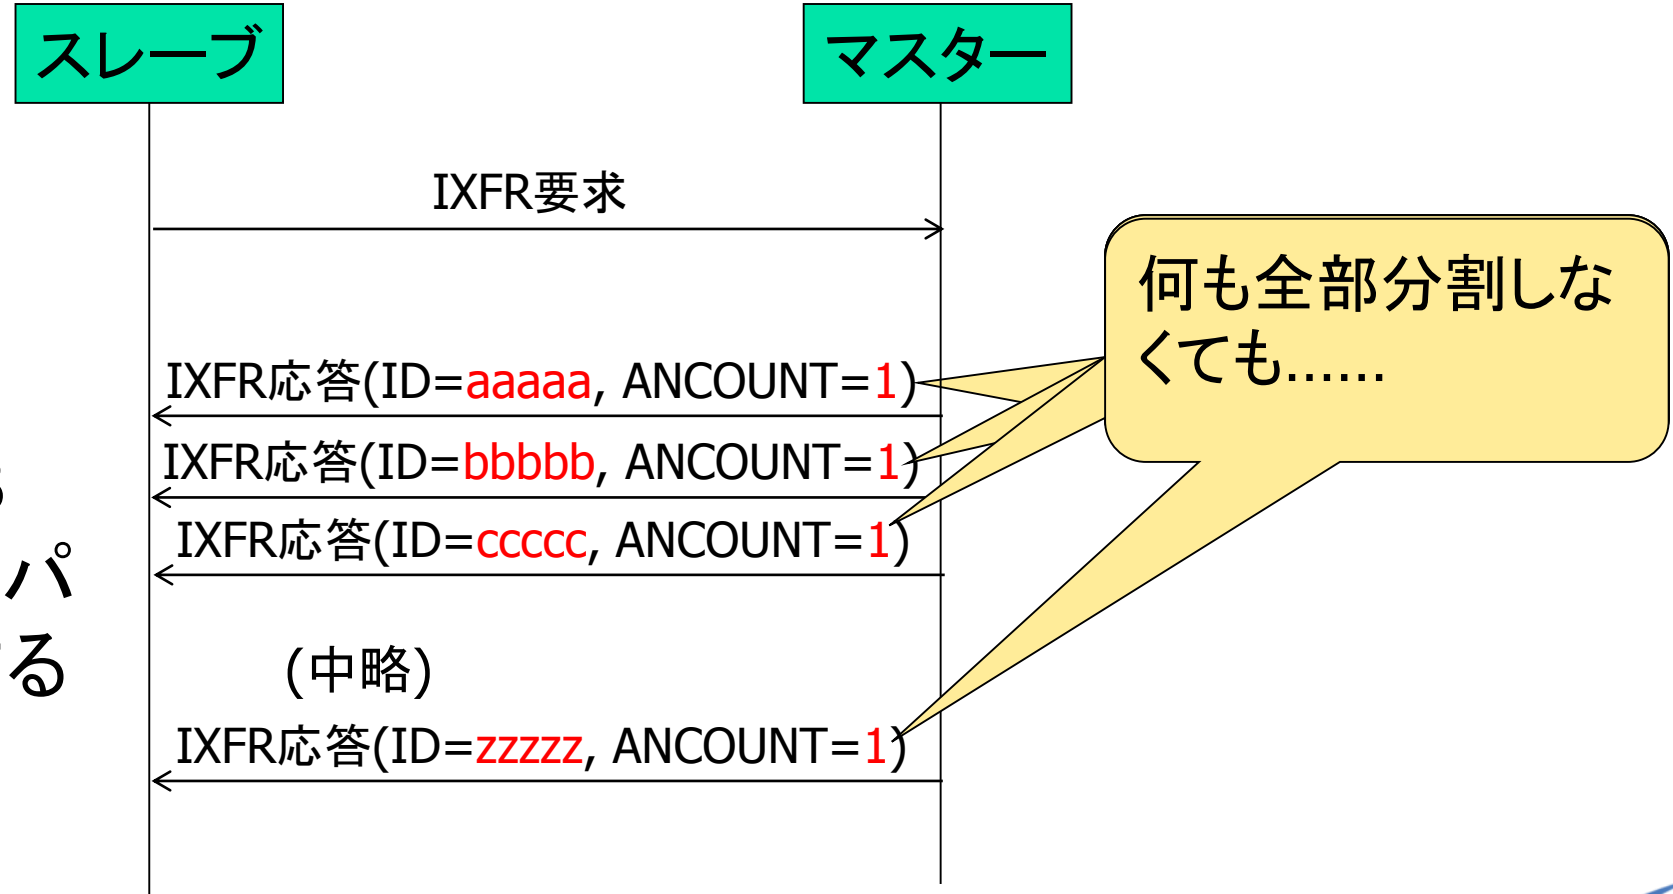 スレーブ
マスター
IXFR要求
何も全部分割しな
くても……
IXFR応答(ID=aaaaa, ANCOUNT=1)
IXFR応答(ID=bbbbb, ANCOUNT=1)
IXFR応答(ID=ccccc, ANCOUNT=1)
パ
る
(中略)
IXFR応答(ID=zzzzz, ANCOUNT=1)